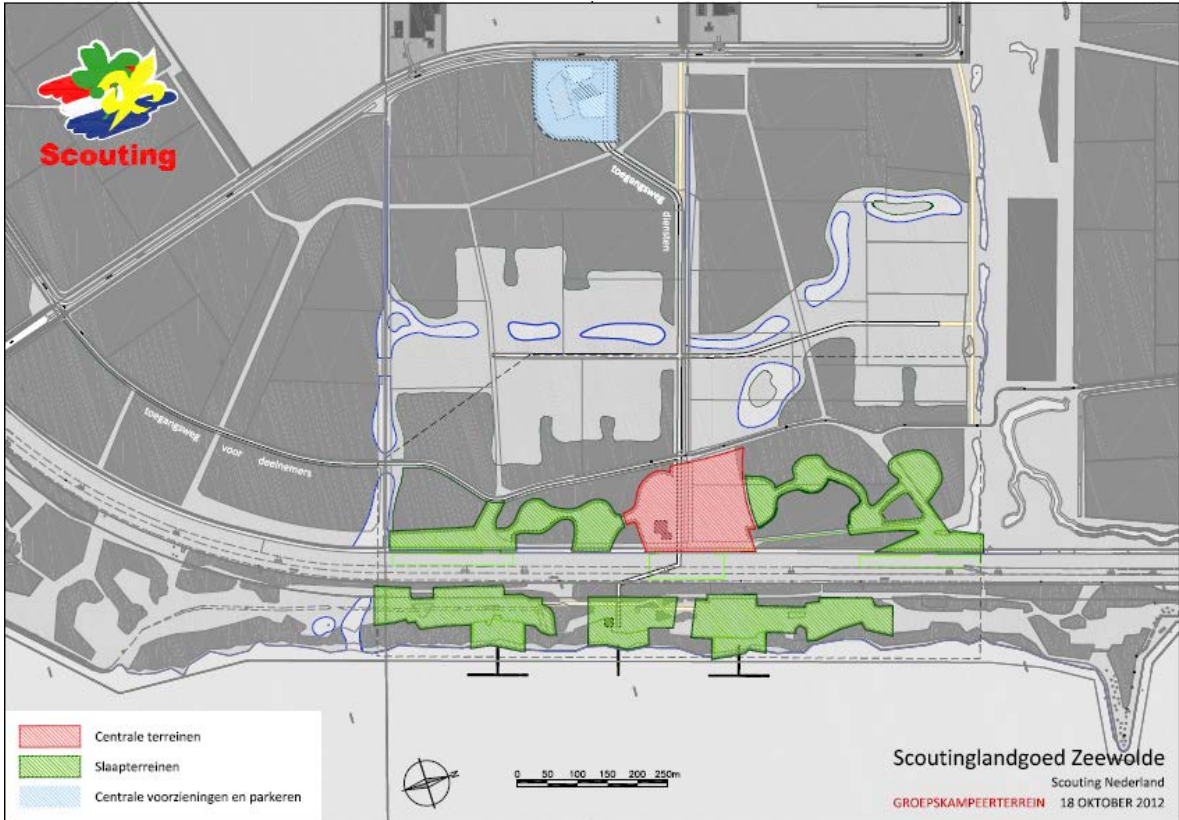 Scouting
toegangsweg
diensten
toegangsweg
voor
deelnemers
Centrale terreinen
Slaapterreinen
Centrale voorzieningen en parkeren
N
0 50 100 150 200 250m
Scoutinglandgoed Zeewolde
Scouting Nederland
GROEPSKAMPEERTERREIN 18 OKTOBER 2012